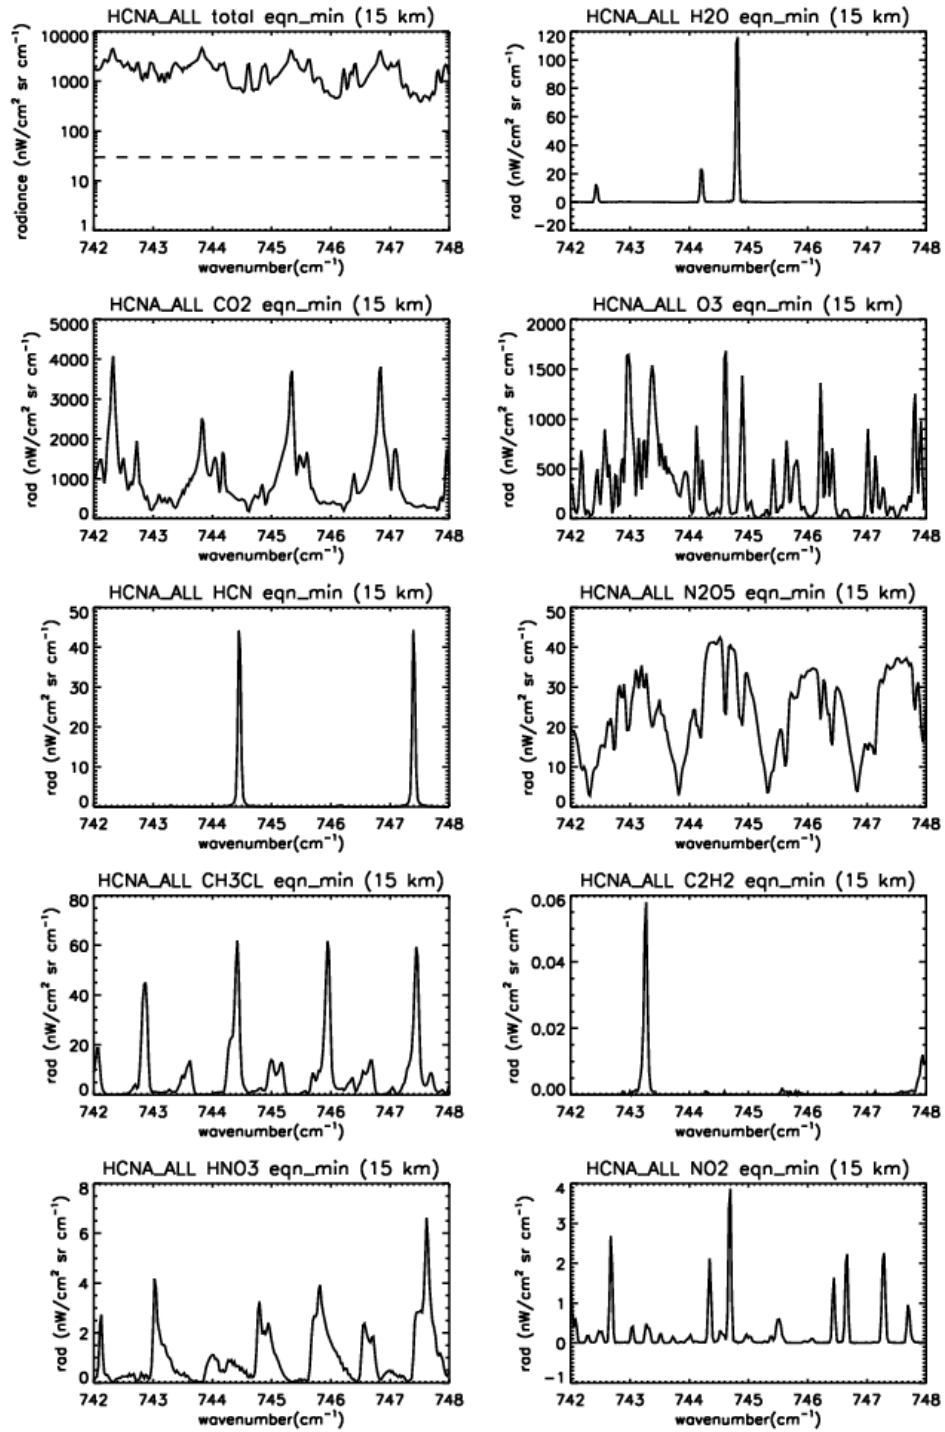 HCNA_ALL total eqn_min (15 km)
radiance (nW/cm² sr cm⁻¹)
10000
1000
100
10
1
742 743 744 745 746 747 748
wavenumber(cm⁻¹)
HCNA_ALL H2O eqn_min (15 km)
rad (nW/cm² sr cm⁻¹)
120
100
80
60
40
20
0
−20
742 743 744 745 746 747 748
wavenumber(cm⁻¹)
HCNA_ALL CO2 eqn_min (15 km)
rad (nW/cm² sr cm⁻¹)
5000
4000
3000
2000
1000
0
742 743 744 745 746 747 748
wavenumber(cm⁻¹)
HCNA_ALL O3 eqn_min (15 km)
rad (nW/cm² sr cm⁻¹)
2000
1500
1000
500
0
742 743 744 745 746 747 748
wavenumber(cm⁻¹)
HCNA_ALL HCN eqn_min (15 km)
rad (nW/cm² sr cm⁻¹)
50
40
30
20
10
0
742 743 744 745 746 747 748
wavenumber(cm⁻¹)
HCNA_ALL N2O5 eqn_min (15 km)
rad (nW/cm² sr cm⁻¹)
50
40
30
20
10
0
742 743 744 745 746 747 748
wavenumber(cm⁻¹)
HCNA_ALL CH3CL eqn_min (15 km)
rad (nW/cm² sr cm⁻¹)
80
60
40
20
0
742 743 744 745 746 747 748
wavenumber(cm⁻¹)
HCNA_ALL C2H2 eqn_min (15 km)
rad (nW/cm² sr cm⁻¹)
0.06
0.04
0.02
0.00
742 743 744 745 746 747 748
wavenumber(cm⁻¹)
HCNA_ALL HNO3 eqn_min (15 km)
rad (nW/cm² sr cm⁻¹)
8
6
4
2
0
742 743 744 745 746 747 748
wavenumber(cm⁻¹)
HCNA_ALL NO2 eqn_min (15 km)
rad (nW/cm² sr cm⁻¹)
4
3
2
1
0
−1
742 743 744 745 746 747 748
wavenumber(cm⁻¹)